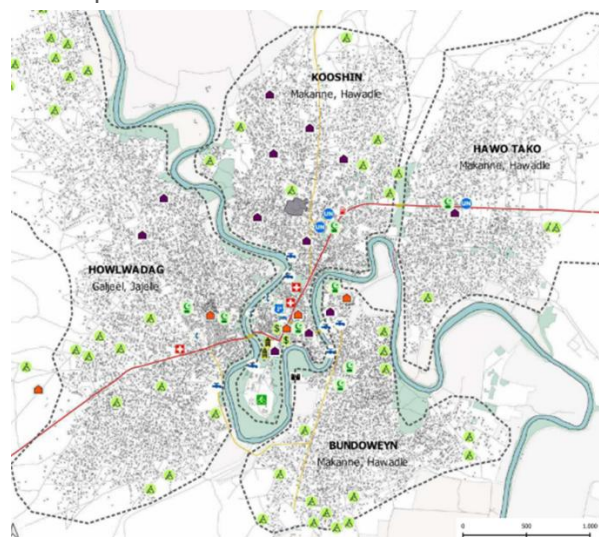 KOOSHIN
Makanne, Hawadle
HAWO TAKO
Makanne, Hawadle
HOWLWADAG
Galjeel, Jajelle
BUNDOWEYN
Makanne, Hawadle
0 500 1.000